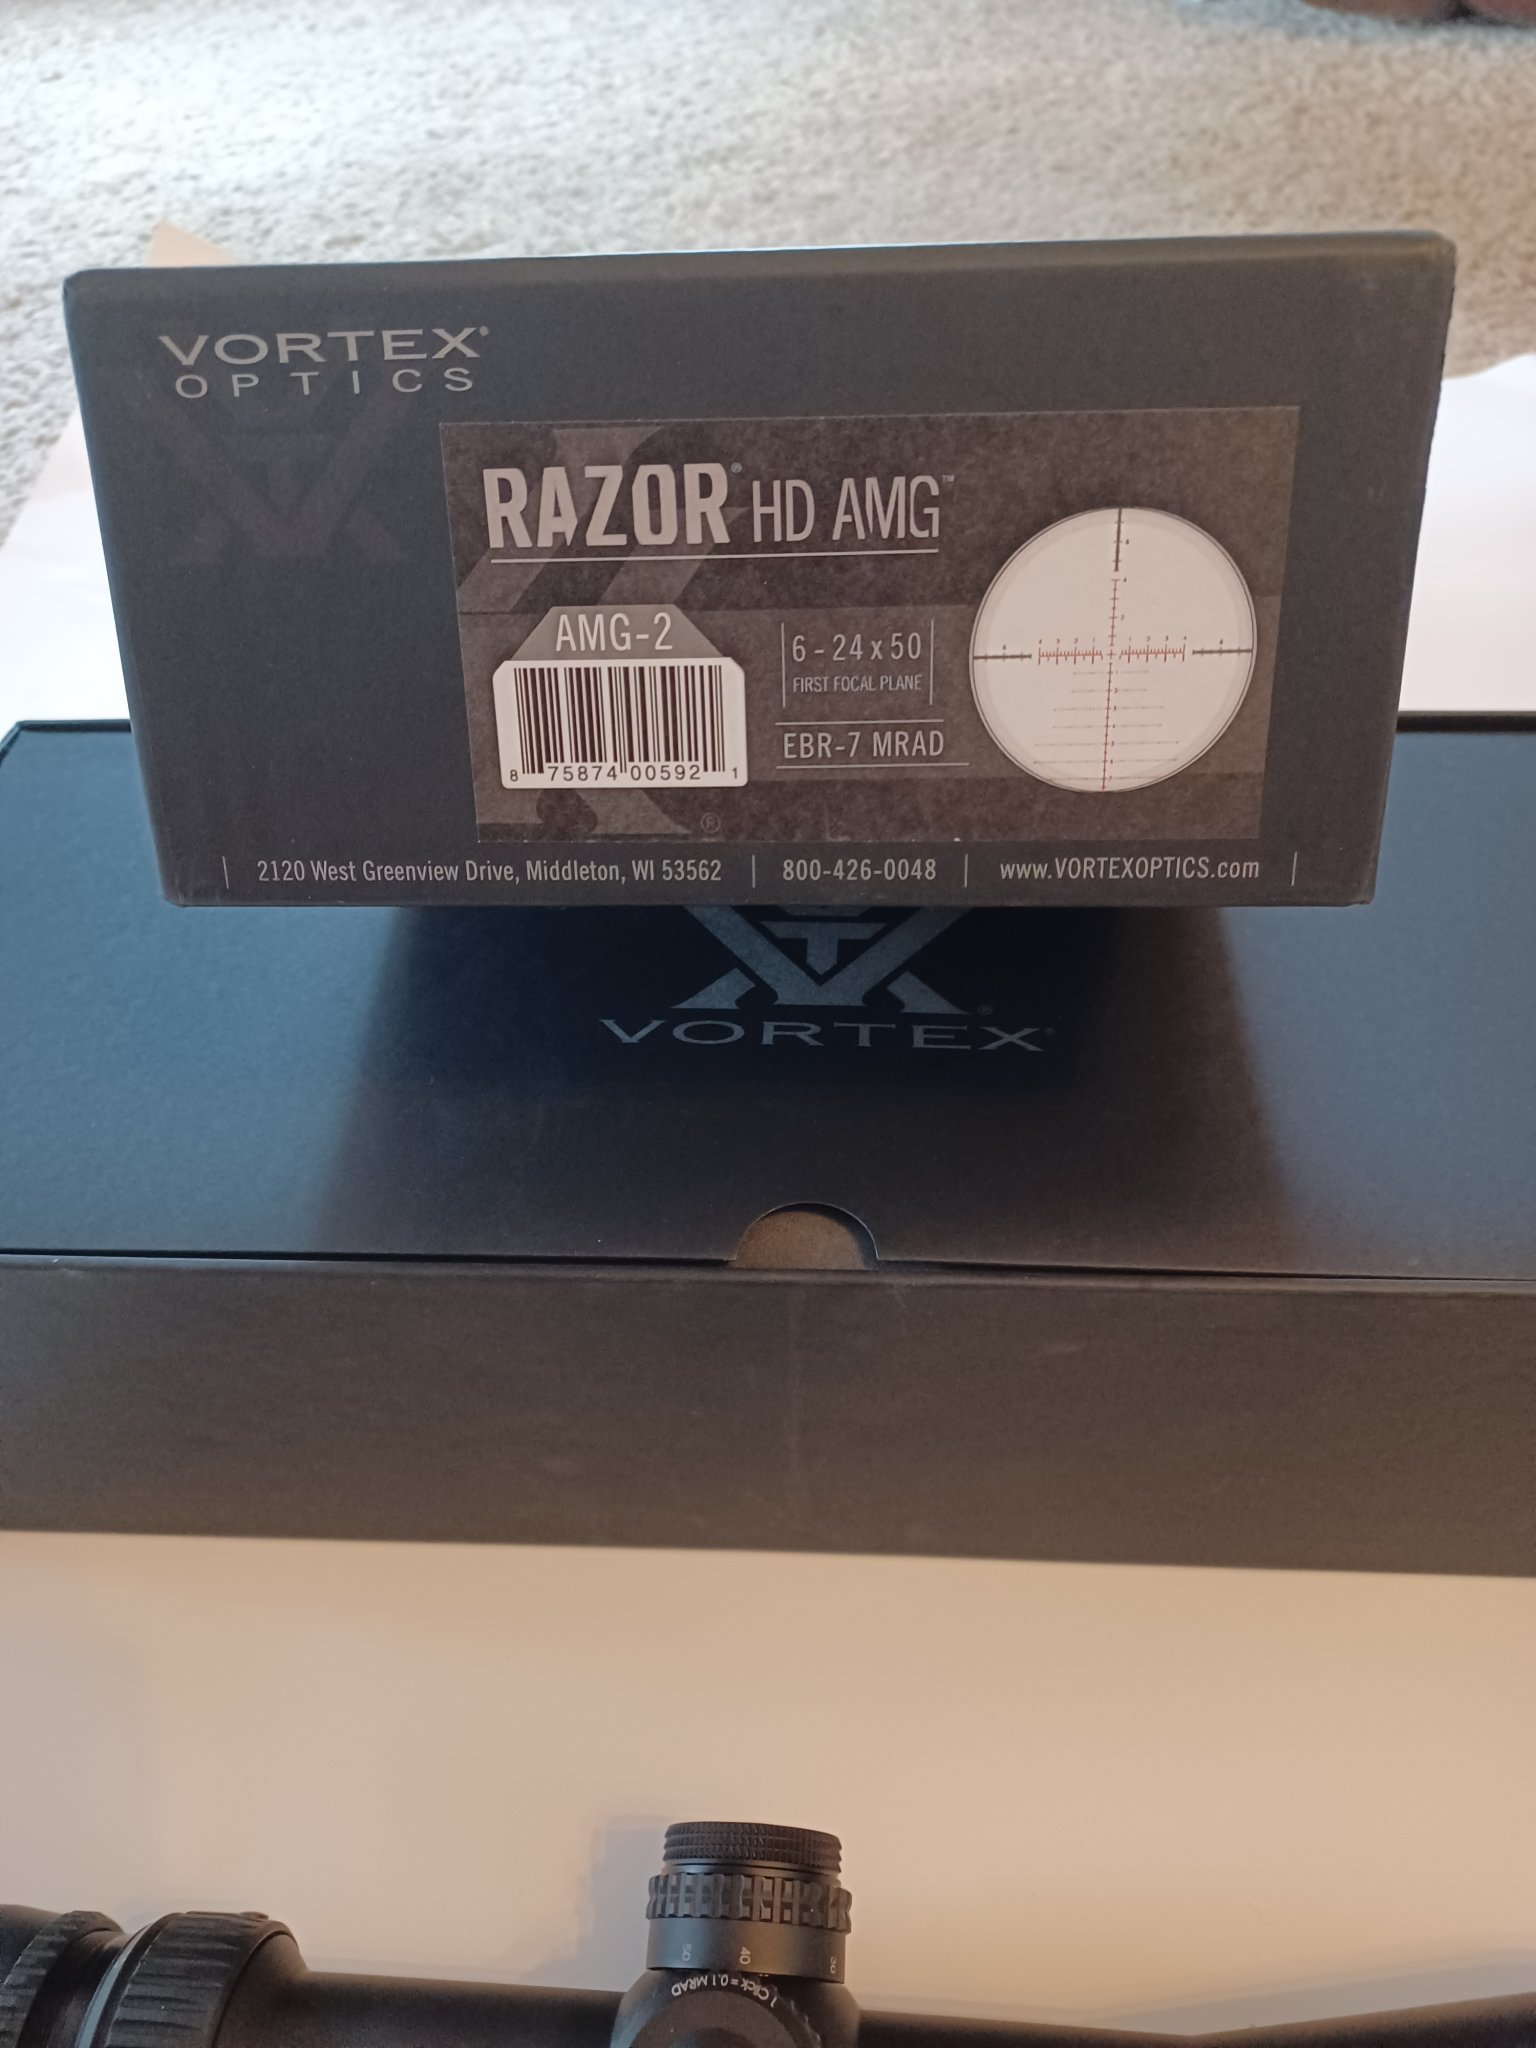 VORTEX®
OPTICS
RAZOR® HD AMG™
AMG-2
6-24x50
FIRST FOCAL PLANE
EBR-7 MRAD
8 75874 00592 1
®
2120 West Greenview Drive, Middleton, WI 53562 | 800-426-0048 | www.VORTEXOPTICS.com
VORTEX®
50 40 30
1 Click = 0.1 MRAD